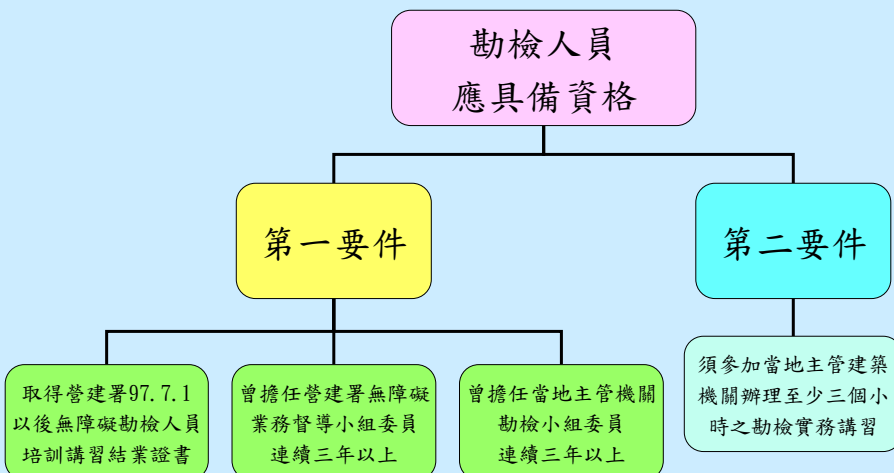 勘檢人員
應具備資格
第一要件
第二要件
取得營建署97.7.1
以後無障礙勘檢人員
培訓講習結業證書
曾擔任營建署無障礙
業務督導小組委員
連續三年以上
曾擔任當地主管機關
勘檢小組委員
連續三年以上
須參加當地主管建築
機關辦理至少三個小
時之勘檢實務講習